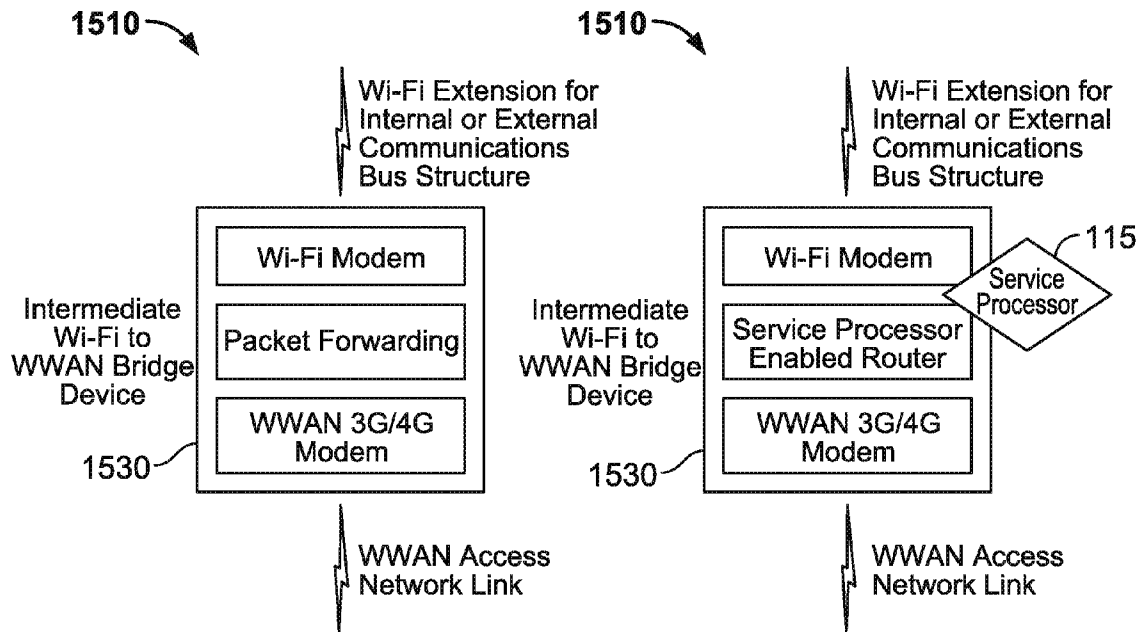 1510
Wi-Fi Extension for
Internal or External
Communications
Bus Structure
Wi-Fi Modem
Intermediate
Wi-Fi to
WWAN Bridge
Device
Packet Forwarding
WWAN 3G/4G
Modem
1530
WWAN Access
Network Link
1510
Wi-Fi Extension for
Internal or External
Communications
Bus Structure
115
Wi-Fi Modem
Service
Processor
Intermediate
Wi-Fi to
WWAN Bridge
Device
Service Processor
Enabled Router
WWAN 3G/4G
Modem
1530
WWAN Access
Network Link